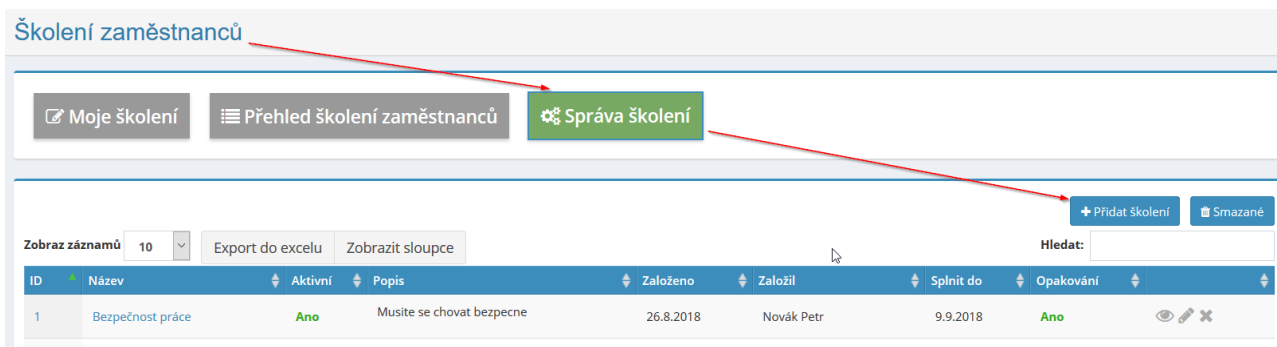 Školení zaměstnanců
Moje školení Přehled školení zaměstnanců Správa školení
Přidat školení Smazané
Zobraz záznamů 10 Export do excelu Zobrazit sloupce Hledat:
ID Název Aktivní Popis Založeno Založil Splnit do Opakování
1 Bezpečnost práce Ano Musite se chovat bezpecne 26.8.2018 Novák Petr 9.9.2018 Ano